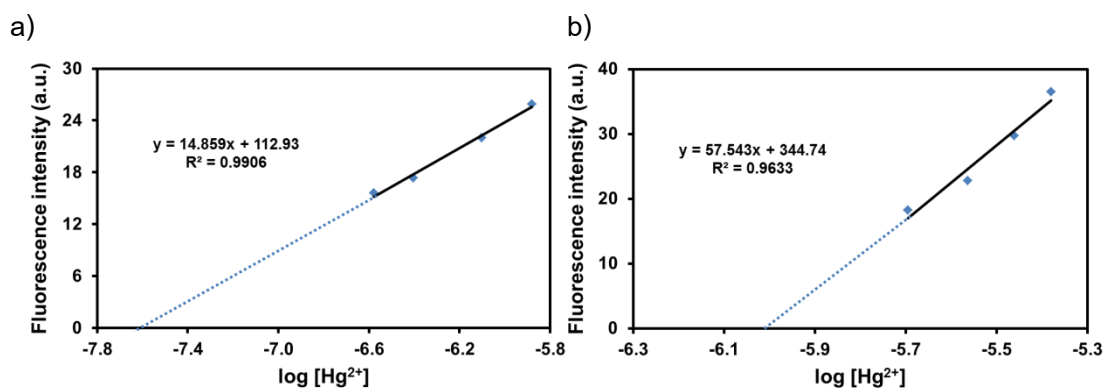 a)
Fluorescence intensity (a.u.)
30
24
18
12
6
0
y = 14.859x + 112.93
R² = 0.9906
-7.8 -7.4 -7.0 -6.6 -6.2 -5.8
log [Hg²⁺]
b)
Fluorescence intensity (a.u.)
40
30
20
10
0
y = 57.543x + 344.74
R² = 0.9633
-6.3 -6.1 -5.9 -5.7 -5.5 -5.3
log [Hg²⁺]